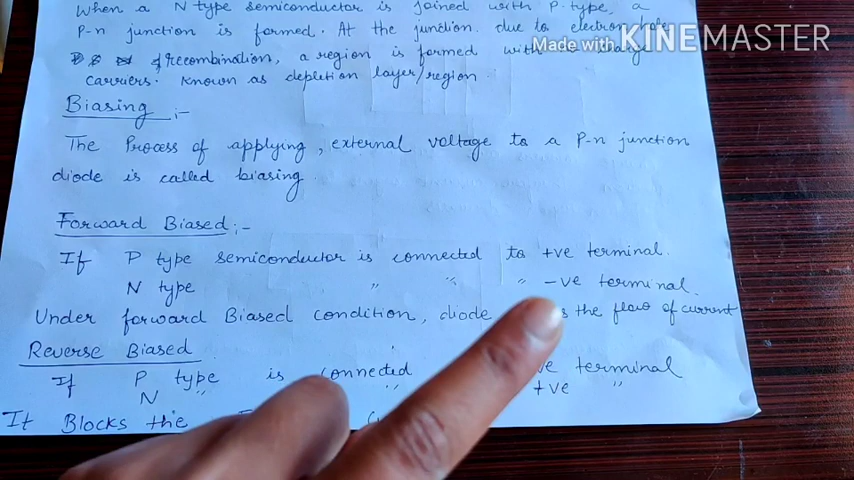 When a N type semiconductor is joined with P-type, a
P-n junction is formed. At the junction due to electron hole
Made with KINEMASTER
recombination, a region is formed with
carriers, known as depletion layer/region
Biasing :-
The Process of applying, external voltage to a P-n junction
diode is called biasing.
Forward Biased :-
If P type semiconductor is connected to +ve terminal.
N type " " " -ve terminal.
Under forward Biased condition, diode the flow of current
Reverse Biased
If P type is connected ve terminal
N " " +ve "
It Blocks the